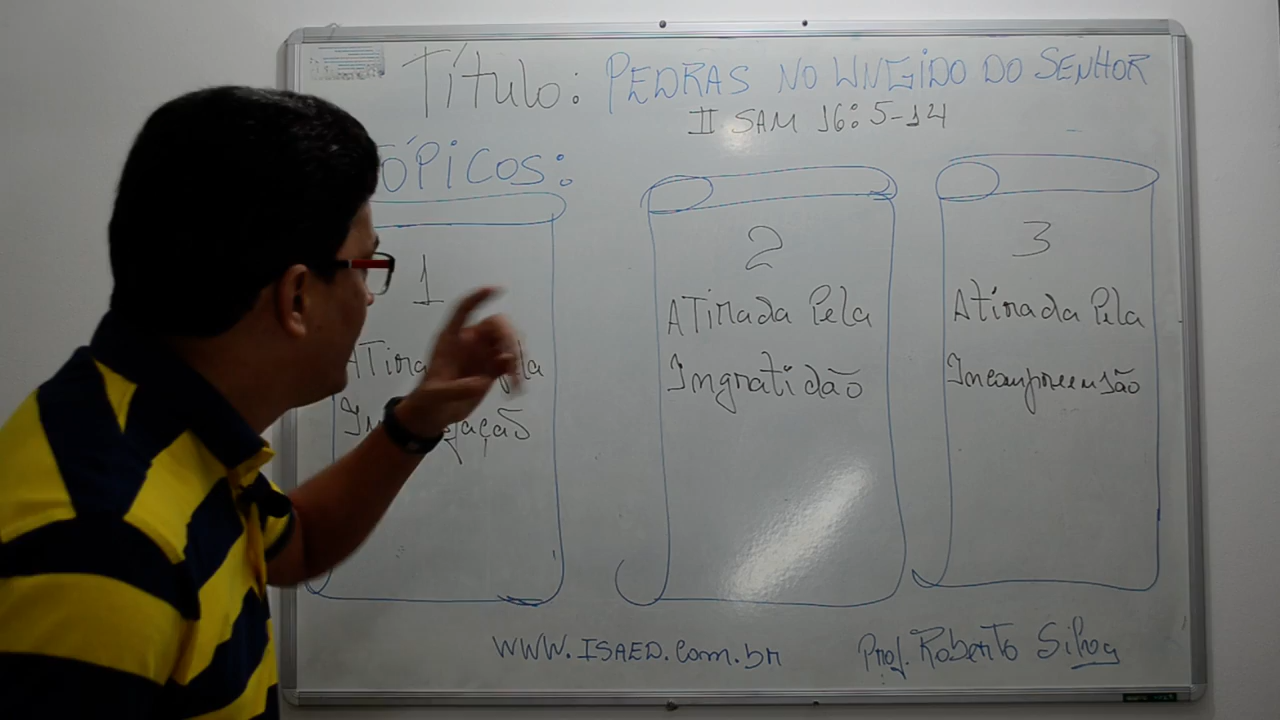 Título: PEDRAS NO UNGIDO DO SENHOR
II SAM 16:5-14
ÓPICOS:
1
2
ATirada Pela
Ingratidão
3
Atirada Pela
Incompreensão
WWW.ISAED.com.br
Prof. Roberto Silva